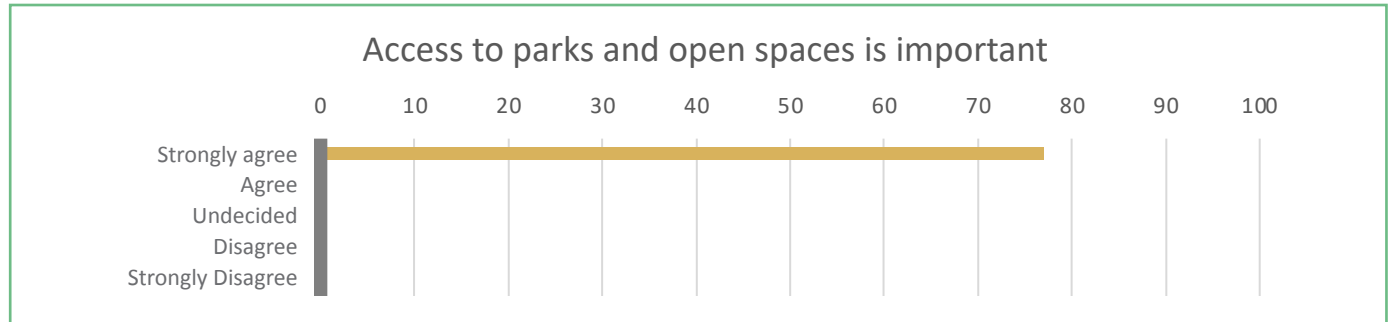 Access to parks and open spaces is important
0 10 20 30 40 50 60 70 80 90 100
Strongly agree
Agree
Undecided
Disagree
Strongly Disagree